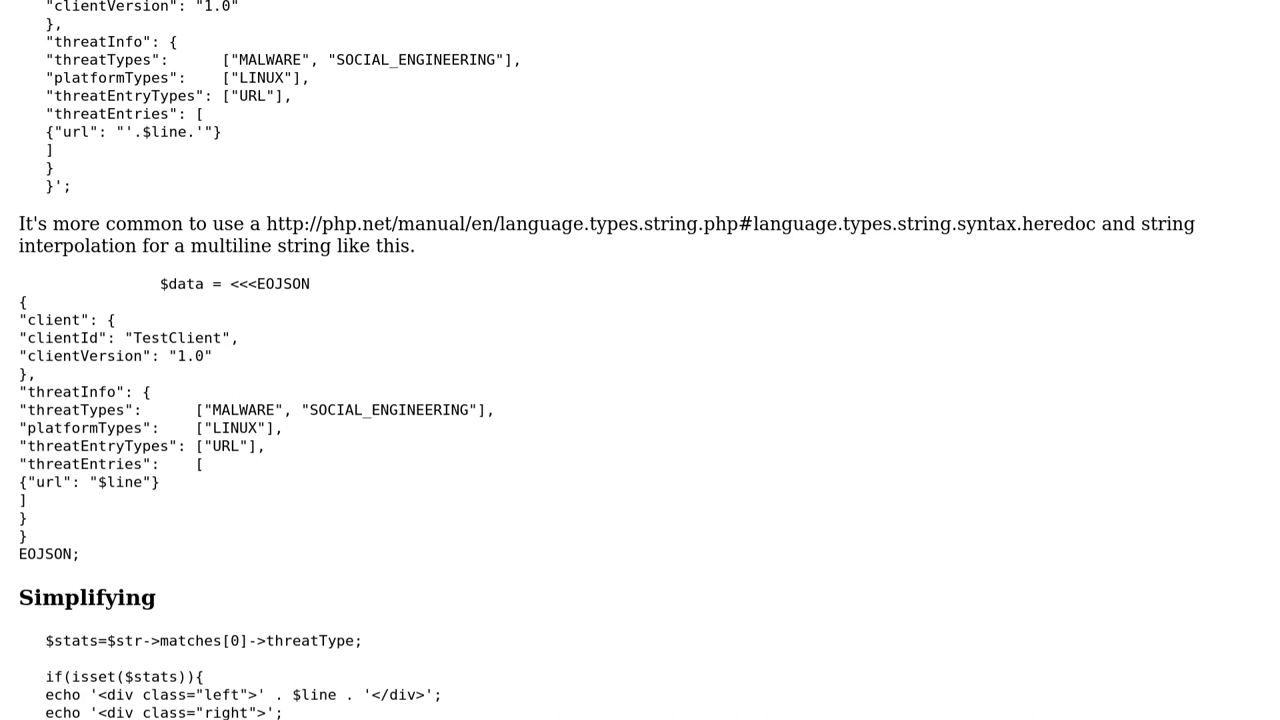 "clientVersion": "1.0"
},
"threatInfo": {
"threatTypes":      ["MALWARE", "SOCIAL_ENGINEERING"],
"platformTypes":    ["LINUX"],
"threatEntryTypes": ["URL"],
"threatEntries": [
{"url": "'.$line.'"}
]
}
}';
It's more common to use a http://php.net/manual/en/language.types.string.php#language.types.string.syntax.heredoc and string
interpolation for a multiline string like this.
$data = <<<EOJSON
{
"client": {
"clientId": "TestClient",
"clientVersion": "1.0"
},
"threatInfo": {
"threatTypes":      ["MALWARE", "SOCIAL_ENGINEERING"],
"platformTypes":    ["LINUX"],
"threatEntryTypes": ["URL"],
"threatEntries":    [
{"url": "$line"}
]
}
}
EOJSON;
Simplifying
$stats=$str->matches[0]->threatType;
if(isset($stats)){
echo '<div class="left">' . $line . '</div>';
echo '<div class="right">';